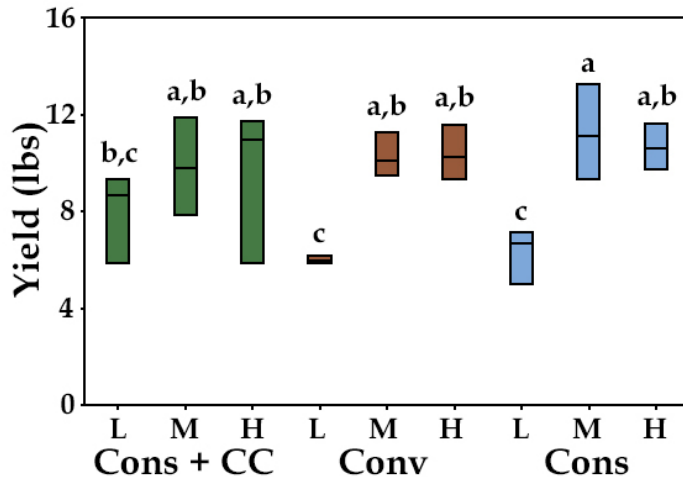 16
a
a,b
a,b
a,b
a,b
a,b
12
b,c
Yield (lbs)
8
c
c
4
0
L M H L M H L M H
Cons + CC Conv Cons